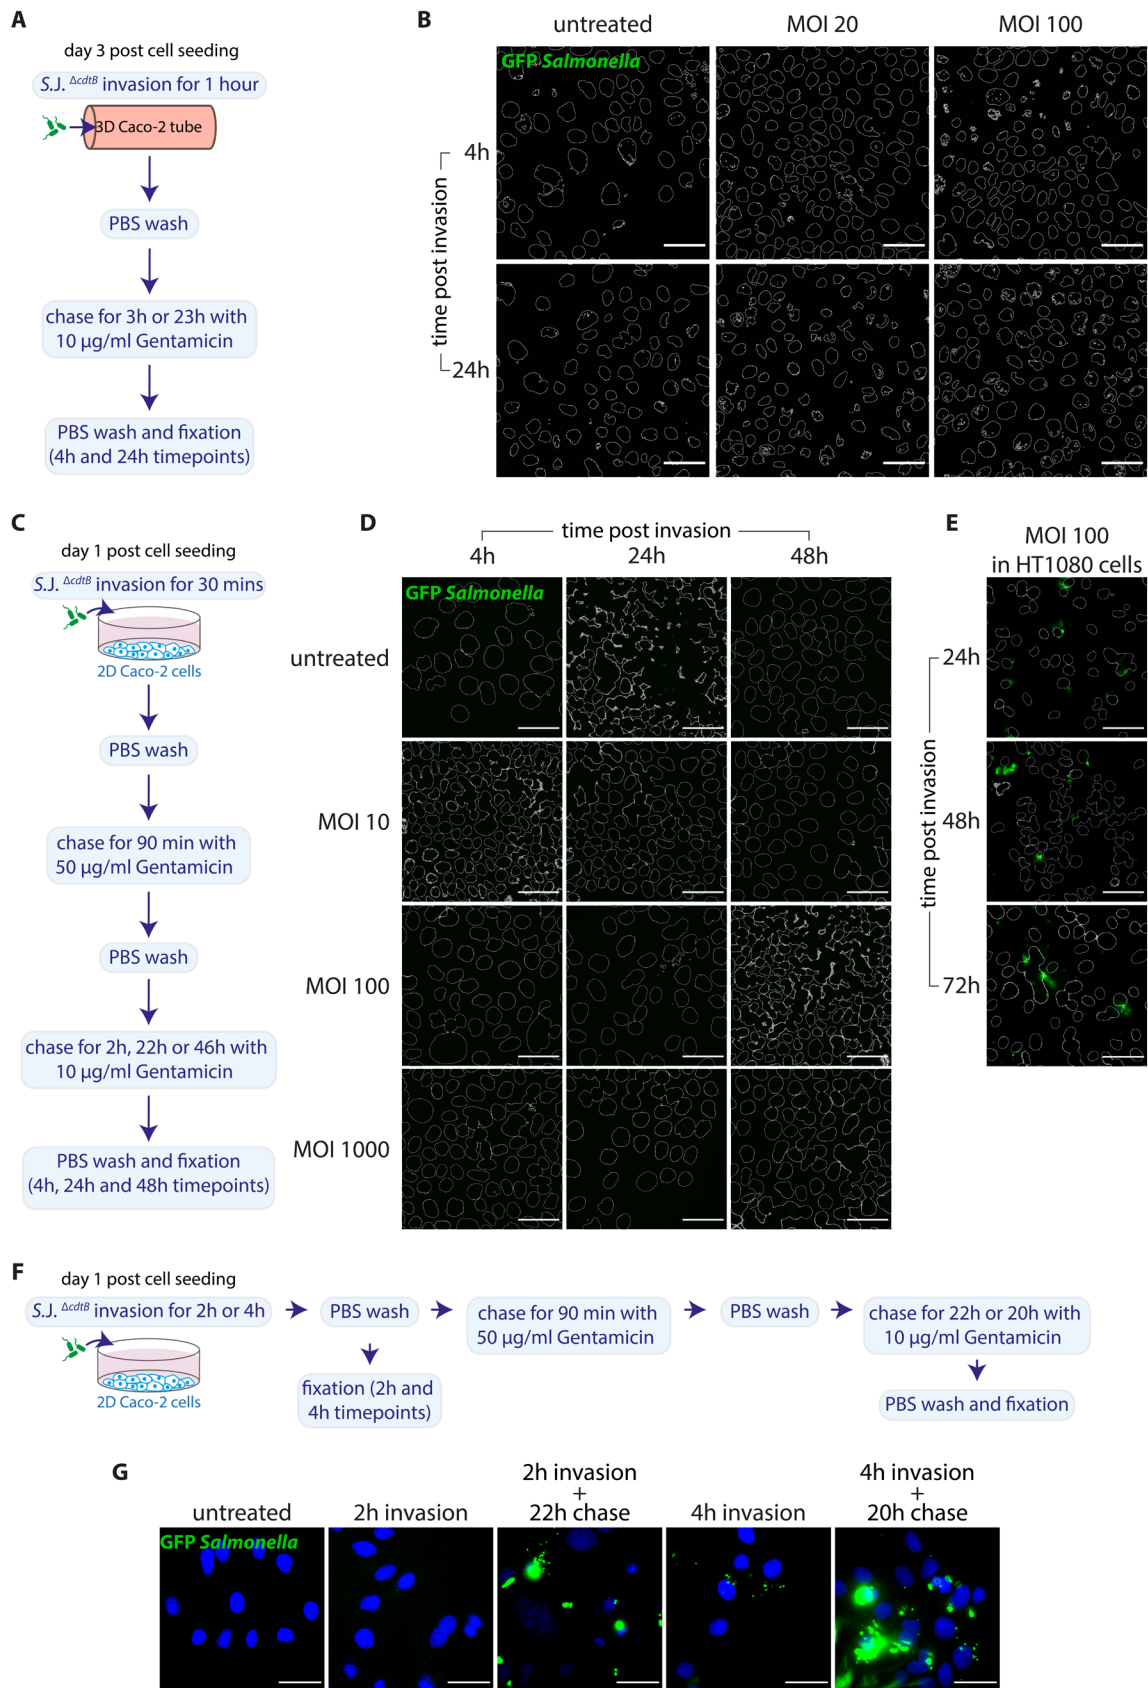 A
day 3 post cell seeding
S.J. ΔcdtB invasion for 1 hour
3D Caco-2 tube
PBS wash
chase for 3h or 23h with
10 µg/ml Gentamicin
PBS wash and fixation
(4h and 24h timepoints)
B
untreated
MOI 20
MOI 100
GFP Salmonella
time post invasion
4h
24h
C
day 1 post cell seeding
S.J. ΔcdtB invasion for 30 mins
2D Caco-2 cells
PBS wash
chase for 90 min with
50 µg/ml Gentamicin
PBS wash
chase for 2h, 22h or 46h with
10 µg/ml Gentamicin
PBS wash and fixation
(4h, 24h and 48h timepoints)
D
time post invasion
4h
24h
48h
GFP Salmonella
untreated
MOI 10
MOI 100
MOI 1000
E
MOI 100
in HT1080 cells
time post invasion
24h
48h
72h
F
day 1 post cell seeding
S.J. ΔcdtB invasion for 2h or 4h
2D Caco-2 cells
PBS wash
fixation (2h and
4h timepoints)
chase for 90 min with
50 µg/ml Gentamicin
PBS wash
chase for 22h or 20h with
10 µg/ml Gentamicin
PBS wash and fixation
G
untreated
2h invasion
2h invasion
+
22h chase
4h invasion
4h invasion
+
20h chase
GFP Salmonella